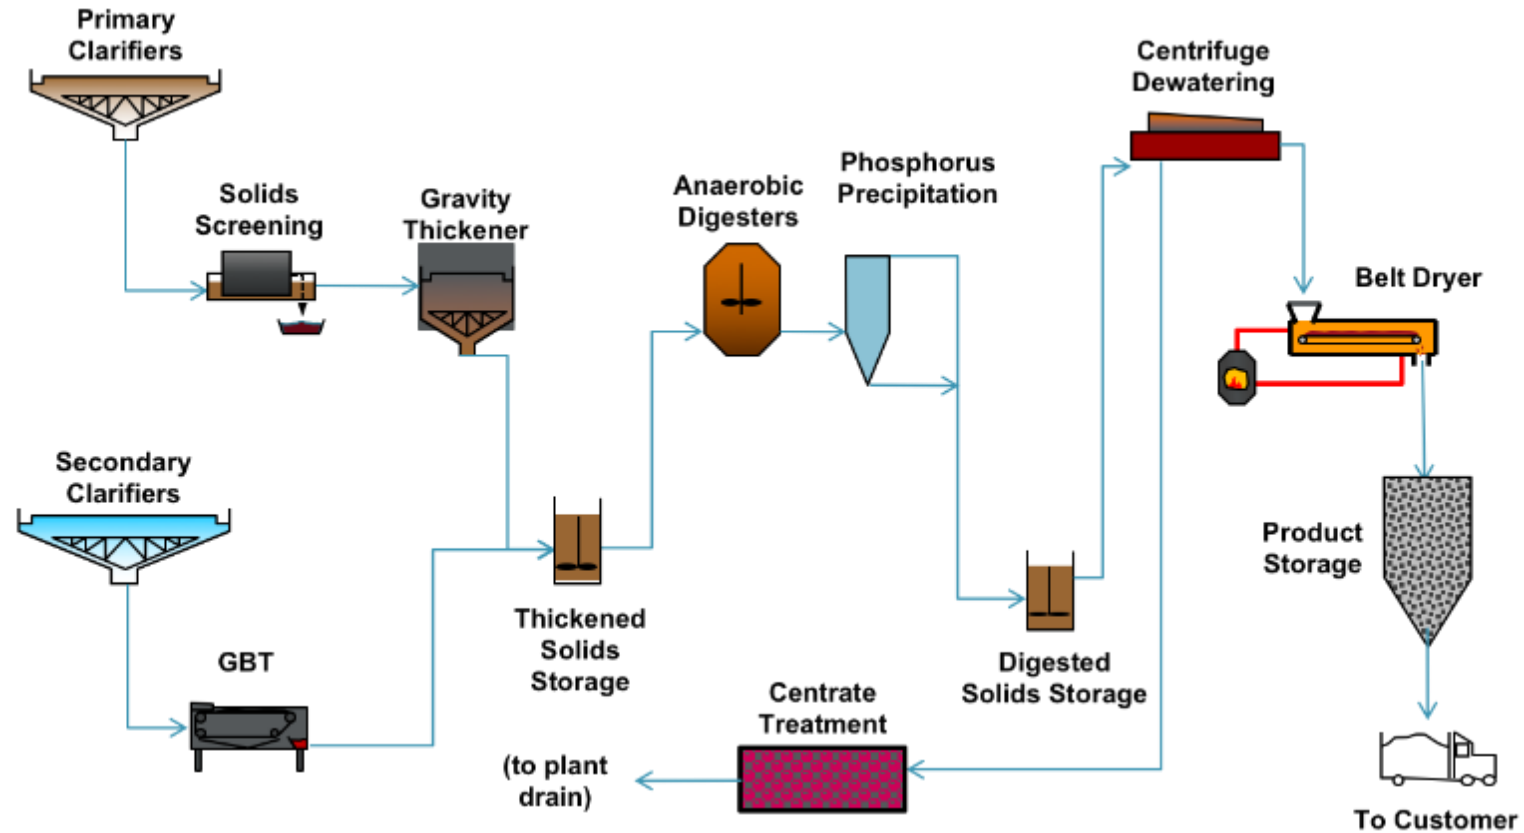 Primary
Clarifiers
Solids
Screening
Gravity
Thickener
Anaerobic
Digesters
Phosphorus
Precipitation
Centrifuge
Dewatering
Belt Dryer
Secondary
Clarifiers
GBT
Thickened
Solids
Storage
Digested
Solids Storage
Product
Storage
Centrate
Treatment
(to plant
drain)
To Customer